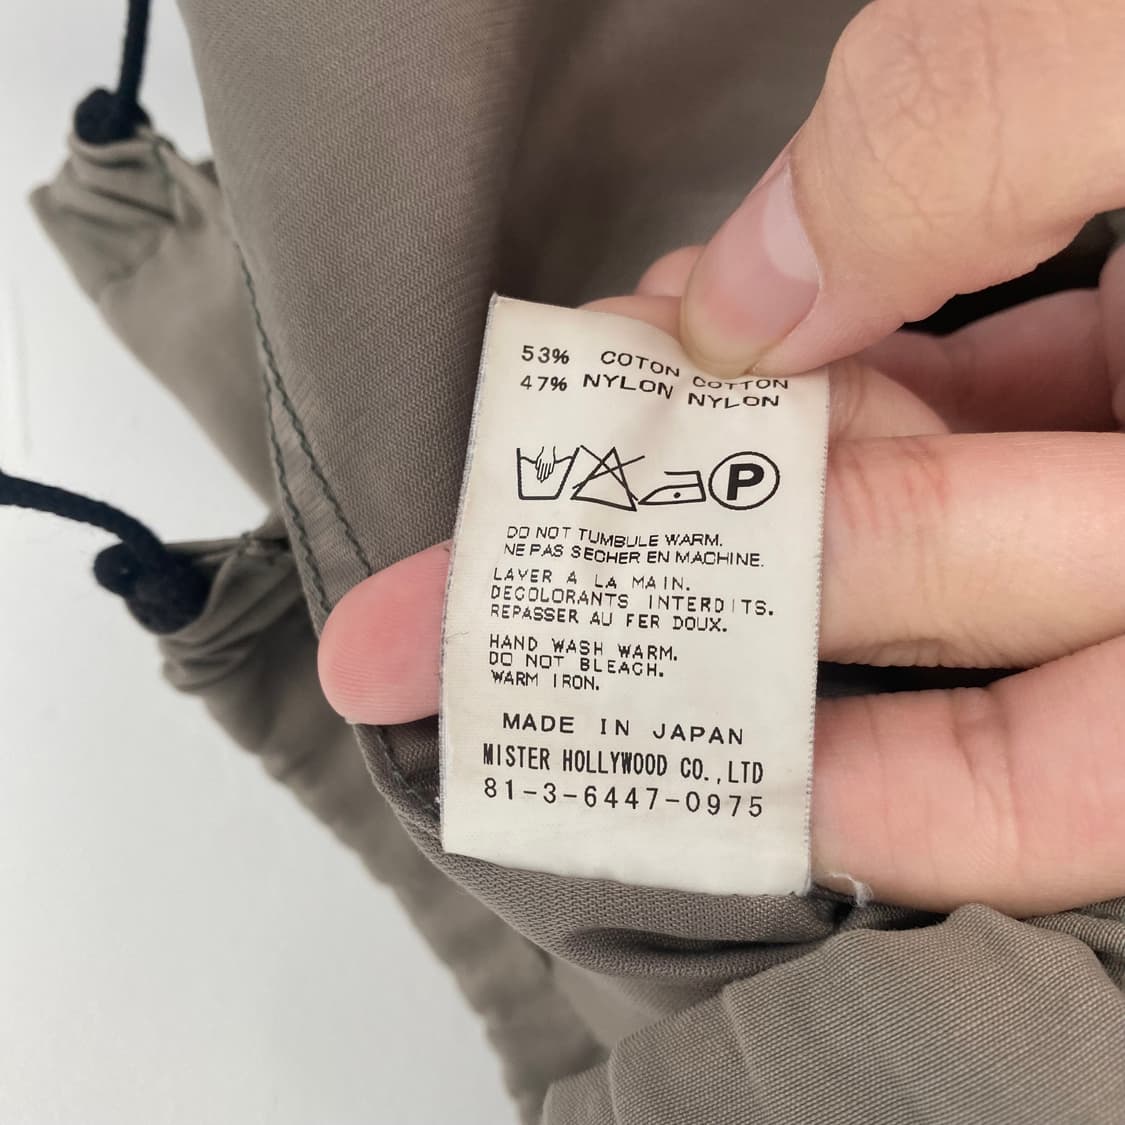 53% COTON COTTON
47% NYLON NYLON
P
DO NOT TUMBULE WARM.
NE PAS SECHER EN MACHINE.
LAVER A LA MAIN.
DECOLORANTS INTERDITS.
REPASSER AU FER DOUX.
HAND WASH WARM.
DO NOT BLEACH.
WARM IRON.
MADE IN JAPAN
MISTER HOLLYWOOD CO.,LTD
81-3-6447-0975